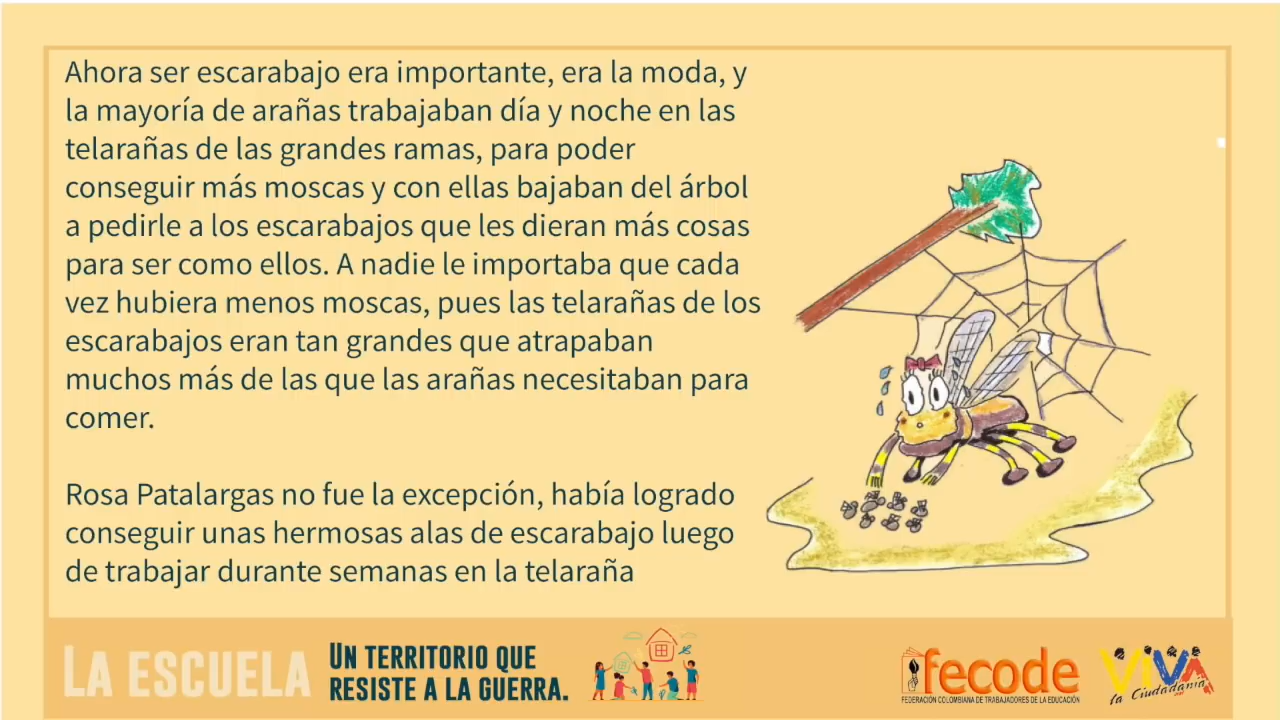 Ahora ser escarabajo era importante, era la moda, y
la mayoría de arañas trabajaban día y noche en las
telarañas de las grandes ramas, para poder
conseguir más moscas y con ellas bajaban del árbol
a pedirle a los escarabajos que les dieran más cosas
para ser como ellos. A nadie le importaba que cada
vez hubiera menos moscas, pues las telarañas de los
escarabajos eran tan grandes que atrapaban
muchos más de las que las arañas necesitaban para
comer.
Rosa Patalargas no fue la excepción, había logrado
conseguir unas hermosas alas de escarabajo luego
de trabajar durante semanas en la telaraña
LA ESCUELA
UN TERRITORIO QUE
RESISTE A LA GUERRA.
fecode
FEDERACIÓN COLOMBIANA DE TRABAJADORES DE LA EDUCACIÓN
VIVA
la Ciudadanía